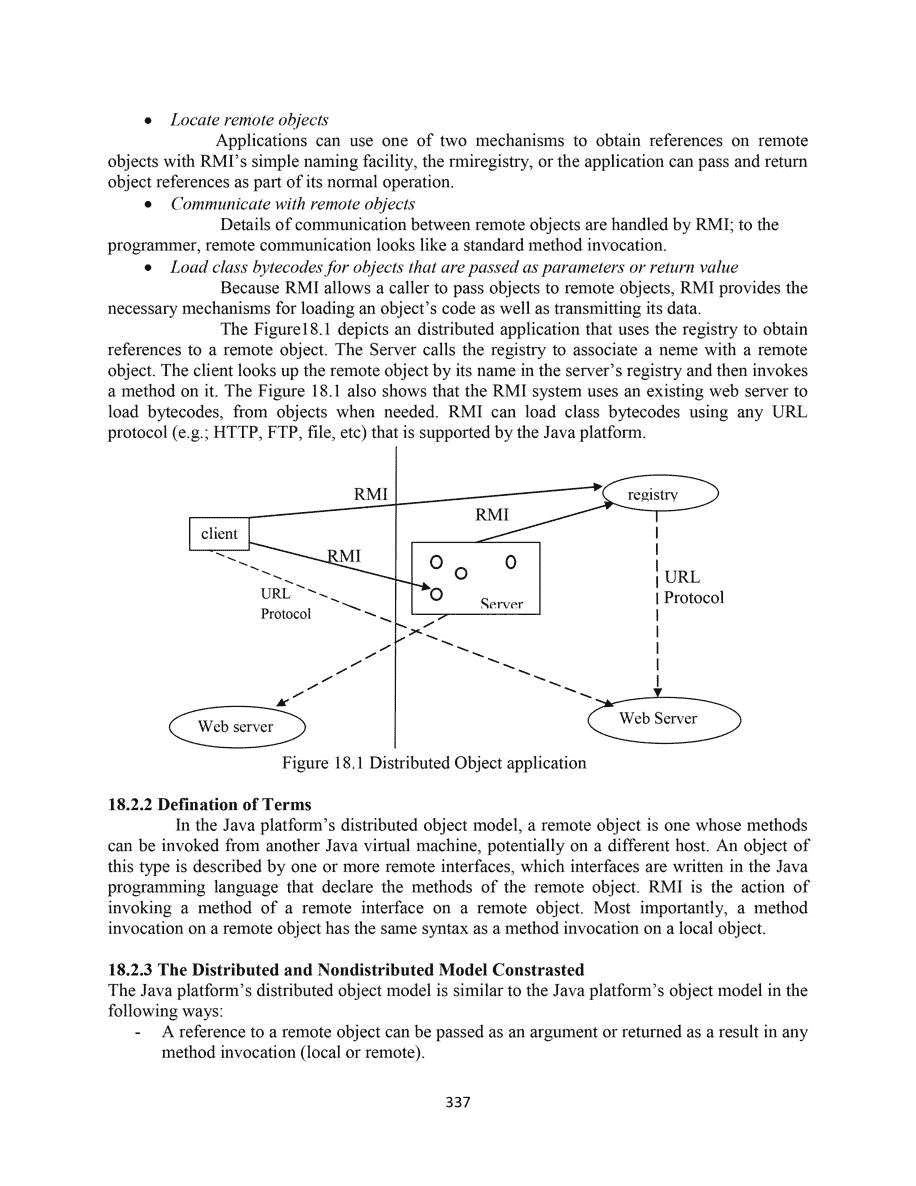 • Locate remote objects
Applications can use one of two mechanisms to obtain references on remote
objects with RMI’s simple naming facility, the rmiregistry, or the application can pass and return
object references as part of its normal operation.
• Communicate with remote objects
Details of communication between remote objects are handled by RMI; to the
programmer, remote communication looks like a standard method invocation.
• Load class bytecodes for objects that are passed as parameters or return value
Because RMI allows a caller to pass objects to remote objects, RMI provides the
necessary mechanisms for loading an object’s code as well as transmitting its data.
The Figure18.1 depicts an distributed application that uses the registry to obtain
references to a remote object. The Server calls the registry to associate a neme with a remote
object. The client looks up the remote object by its name in the server’s registry and then invokes
a method on it. The Figure 18.1 also shows that the RMI system uses an existing web server to
load bytecodes, from objects when needed. RMI can load class bytecodes using any URL
protocol (e.g.; HTTP, FTP, file, etc) that is supported by the Java platform.
RMI
registry
RMI
client
RMI
URL
Protocol
Server
URL
Protocol
Web server
Web Server
Figure 18.1 Distributed Object application
18.2.2 Defination of Terms
In the Java platform’s distributed object model, a remote object is one whose methods
can be invoked from another Java virtual machine, potentially on a different host. An object of
this type is described by one or more remote interfaces, which interfaces are written in the Java
programming language that declare the methods of the remote object. RMI is the action of
invoking a method of a remote interface on a remote object. Most importantly, a method
invocation on a remote object has the same syntax as a method invocation on a local object.
18.2.3 The Distributed and Nondistributed Model Constrasted
The Java platform’s distributed object model is similar to the Java platform’s object model in the
following ways:
- A reference to a remote object can be passed as an argument or returned as a result in any
method invocation (local or remote).
337